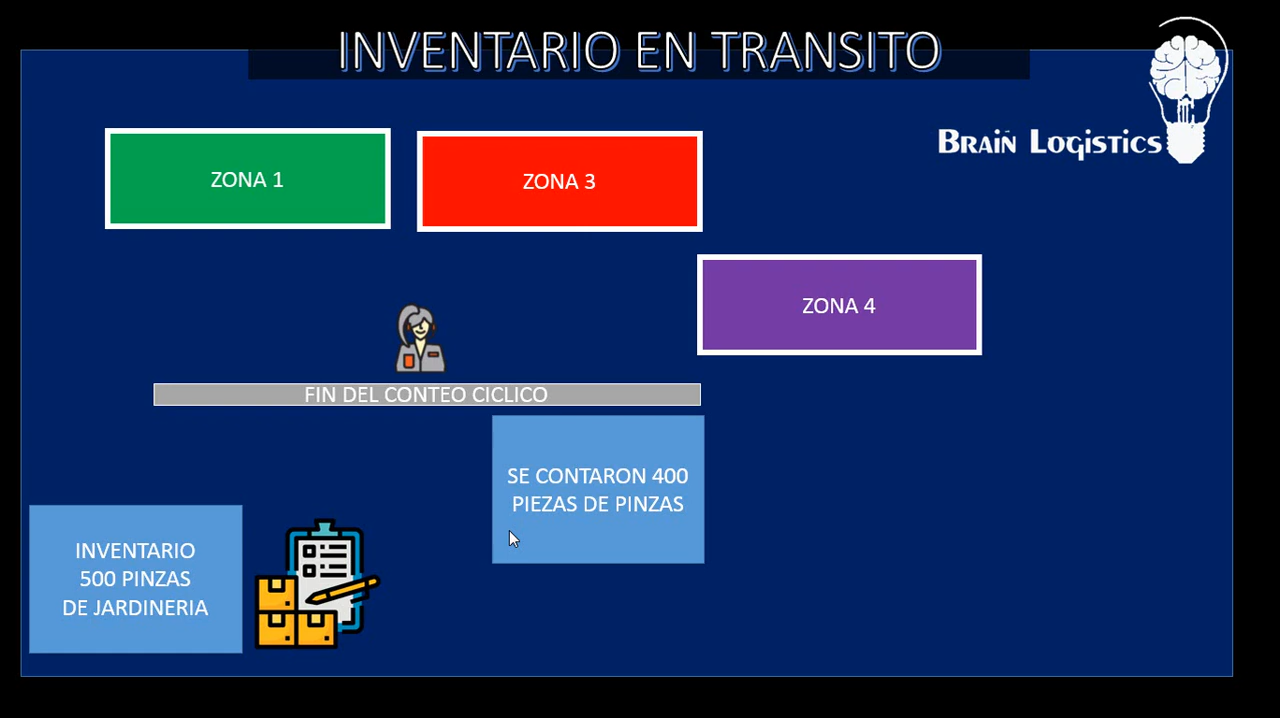 INVENTARIO EN TRANSITO
BRAIN LOGISTICS
ZONA 1
ZONA 3
ZONA 4
FIN DEL CONTEO CICLICO
SE CONTARON 400
PIEZAS DE PINZAS
INVENTARIO
500 PINZAS
DE JARDINERIA